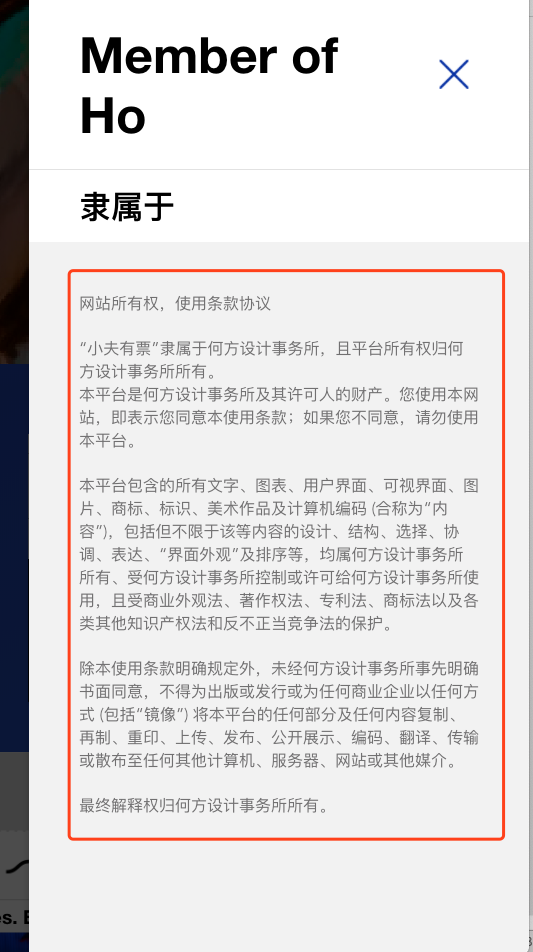 Member of
Ho
隶属于
网站所有权，使用条款协议
“小夫有票”隶属于何方设计事务所，且平台所有权归何
方设计事务所所有。
本平台是何方设计事务所及其许可人的财产。您使用本网
站，即表示您同意本使用条款；如果您不同意，请勿使用
本平台。
本平台包含的所有文字、图表、用户界面、可视界面、图
片、商标、标识、美术作品及计算机编码 (合称为”内
容”)，包括但不限于该等内容的设计、结构、选择、协
调、表达、“界面外观”及排序等，均属何方设计事务所
所有、受何方设计事务所控制或许可给何方设计事务所使
用，且受商业外观法、著作权法、专利法、商标法以及各
类其他知识产权法和反不正当竞争法的保护。
除本使用条款明确规定外，未经何方设计事务所事先明确
书面同意，不得为出版或发行或为任何商业企业以任何方
式 (包括”镜像”) 将本平台的任何部分及任何内容复制、
再制、重印、上传、发布、公开展示、编码、翻译、传输
或散布至任何其他计算机、服务器、网站或其他媒介。
最终解释权归何方设计事务所所有。
es.